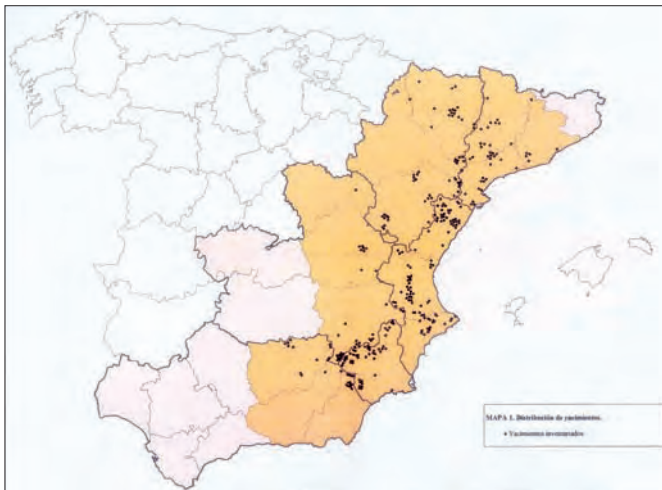 MAPA 1. Distribución de yacimientos.
• Yacimientos inventariados